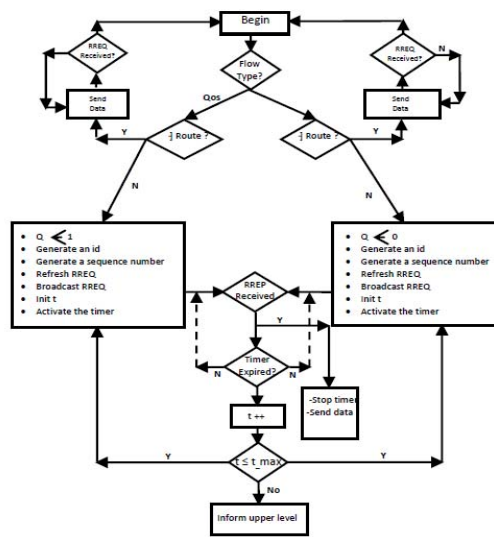 Begin
RREQ
Received?
RREQ
Received?
N
Flow
Type?
Send
Data
Send
Data
Qos
Y
Y
∃ Route ?
∃ Route ?
N
N
• Q ← 1
• Generate an id
• Generate a sequence number
• Refresh RREQ
• Broadcast RREQ
• Init t
• Activate the timer
• Q ← 0
• Generate an id
• Generate a sequence number
• Refresh RREQ
• Broadcast RREQ
• Init t
• Activate the timer
RREP
Received
Y
Timer
Expired?
N
N
-Stop timer
-Send data
t ++
Y
t ≤ t_max
Y
No
Inform upper level